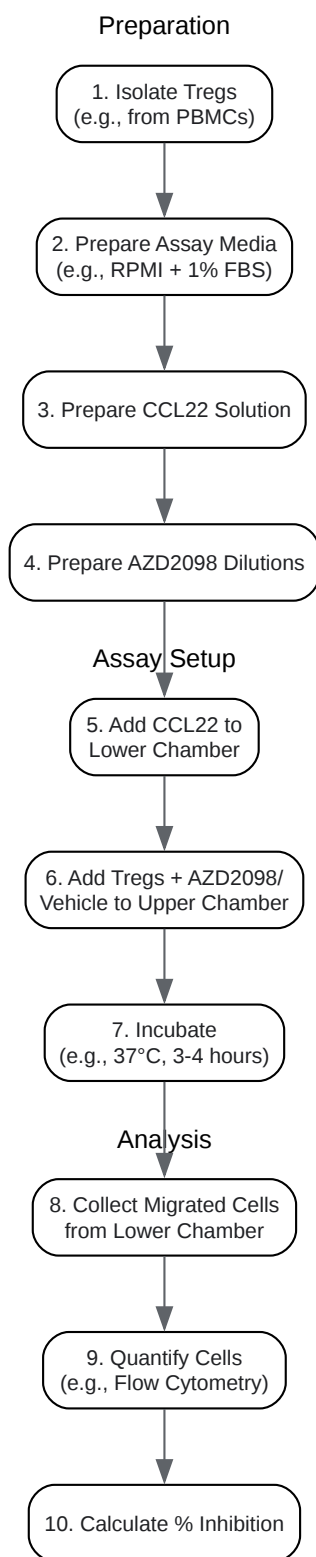 Preparation
1. Isolate Tregs
(e.g., from PBMCs)
2. Prepare Assay Media
(e.g., RPMI + 1% FBS)
3. Prepare CCL22 Solution
4. Prepare AZD2098 Dilutions
Assay Setup
5. Add CCL22 to
Lower Chamber
6. Add Tregs + AZD2098/
Vehicle to Upper Chamber
7. Incubate
(e.g., 37°C, 3-4 hours)
Analysis
8. Collect Migrated Cells
from Lower Chamber
9. Quantify Cells
(e.g., Flow Cytometry)
10. Calculate % Inhibition